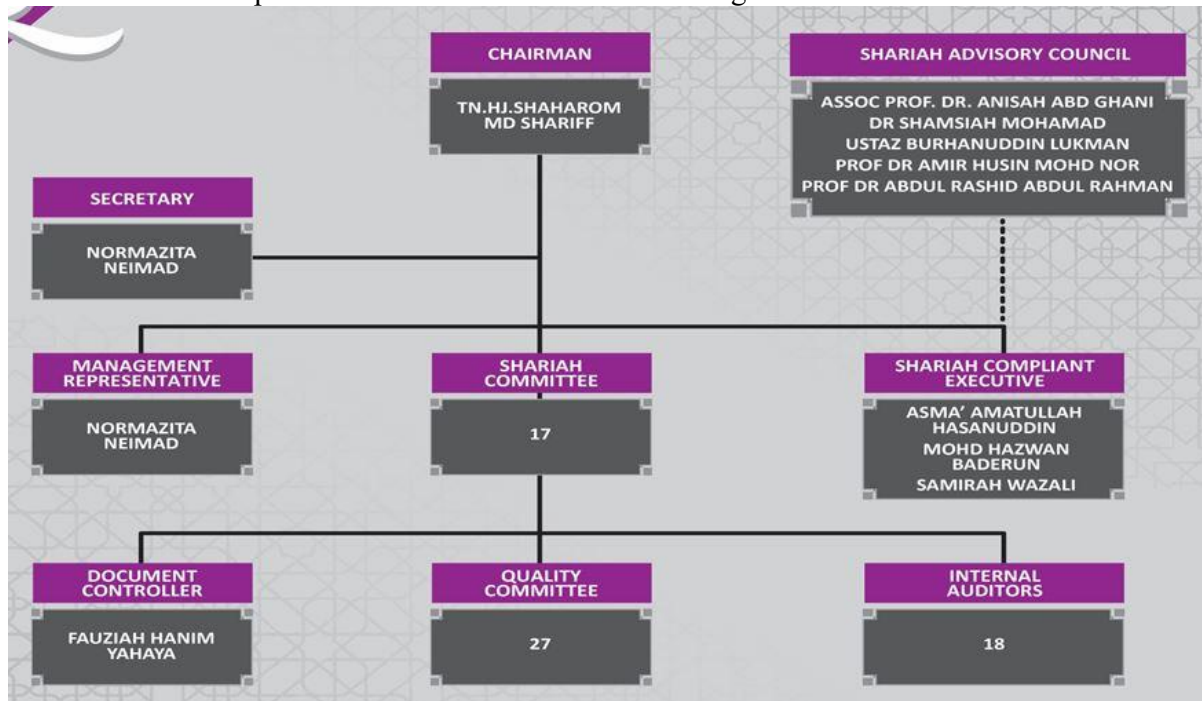 CHAIRMAN
TN.HJ.SHAHAROM
MD SHARIFF
SHARIAH ADVISORY COUNCIL
ASSOC PROF. DR. ANISAH ABD GHANI
DR SHAMSIAH MOHAMAD
USTAZ BURHANUDDIN LUKMAN
PROF DR AMIR HUSIN MOHD NOR
PROF DR ABDUL RASHID ABDUL RAHMAN
SECRETARY
NORMAZITA
NEIMAD
MANAGEMENT
REPRESENTATIVE
NORMAZITA
NEIMAD
SHARIAH
COMMITTEE
17
SHARIAH COMPLIANT
EXECUTIVE
ASMA’ AMATULLAH
HASANUDDIN
MOHD HAZWAN
BADERUN
SAMIRAH WAZALI
DOCUMENT
CONTROLLER
FAUZIAH HANIM
YAHAYA
QUALITY
COMMITTEE
27
INTERNAL
AUDITORS
18